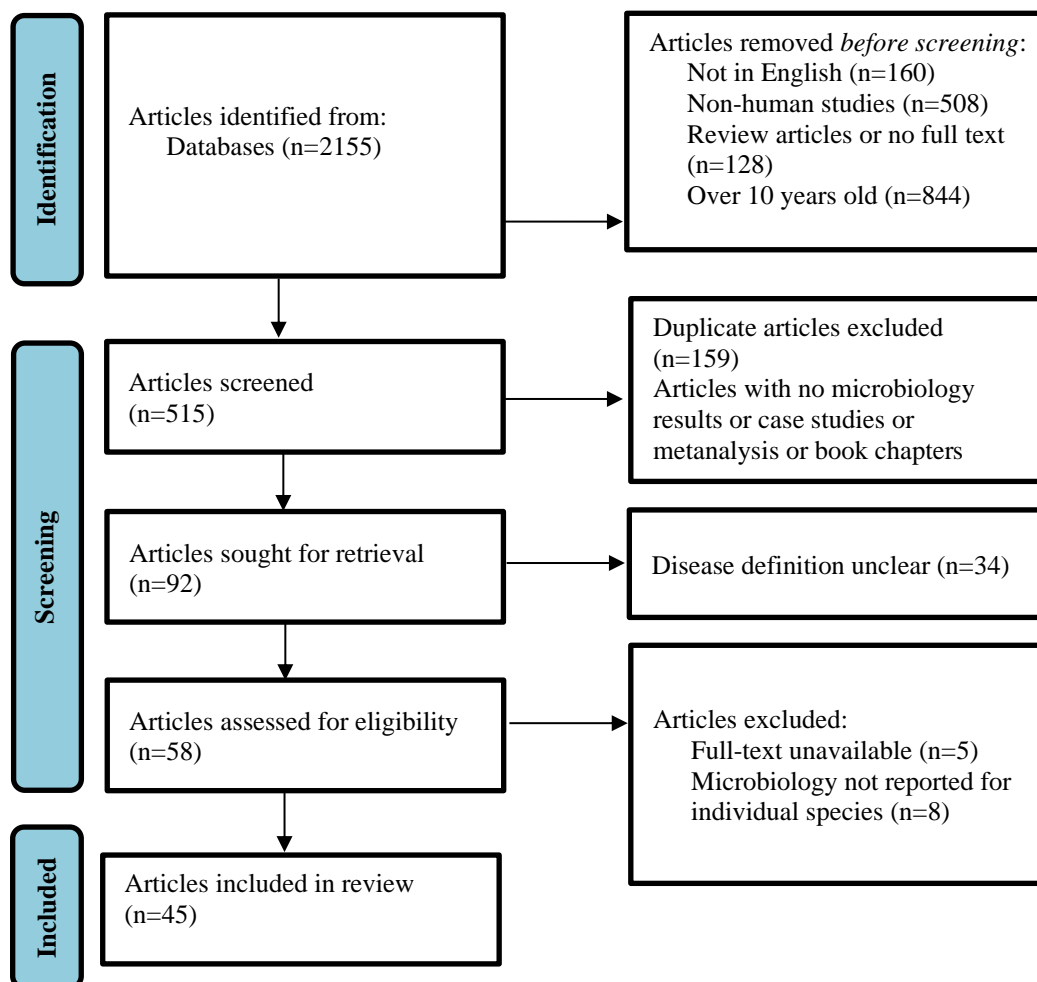 Identification
Articles identified from:
Databases (n=2155)
Articles removed before screening:
Not in English (n=160)
Non-human studies (n=508)
Review articles or no full text
(n=128)
Over 10 years old (n=844)
Screening
Articles screened
(n=515)
Duplicate articles excluded
(n=159)
Articles with no microbiology
results or case studies or
metanalysis or book chapters
Articles sought for retrieval
(n=92)
Disease definition unclear (n=34)
Articles assessed for eligibility
(n=58)
Articles excluded:
Full-text unavailable (n=5)
Microbiology not reported for
individual species (n=8)
Included
Articles included in review
(n=45)